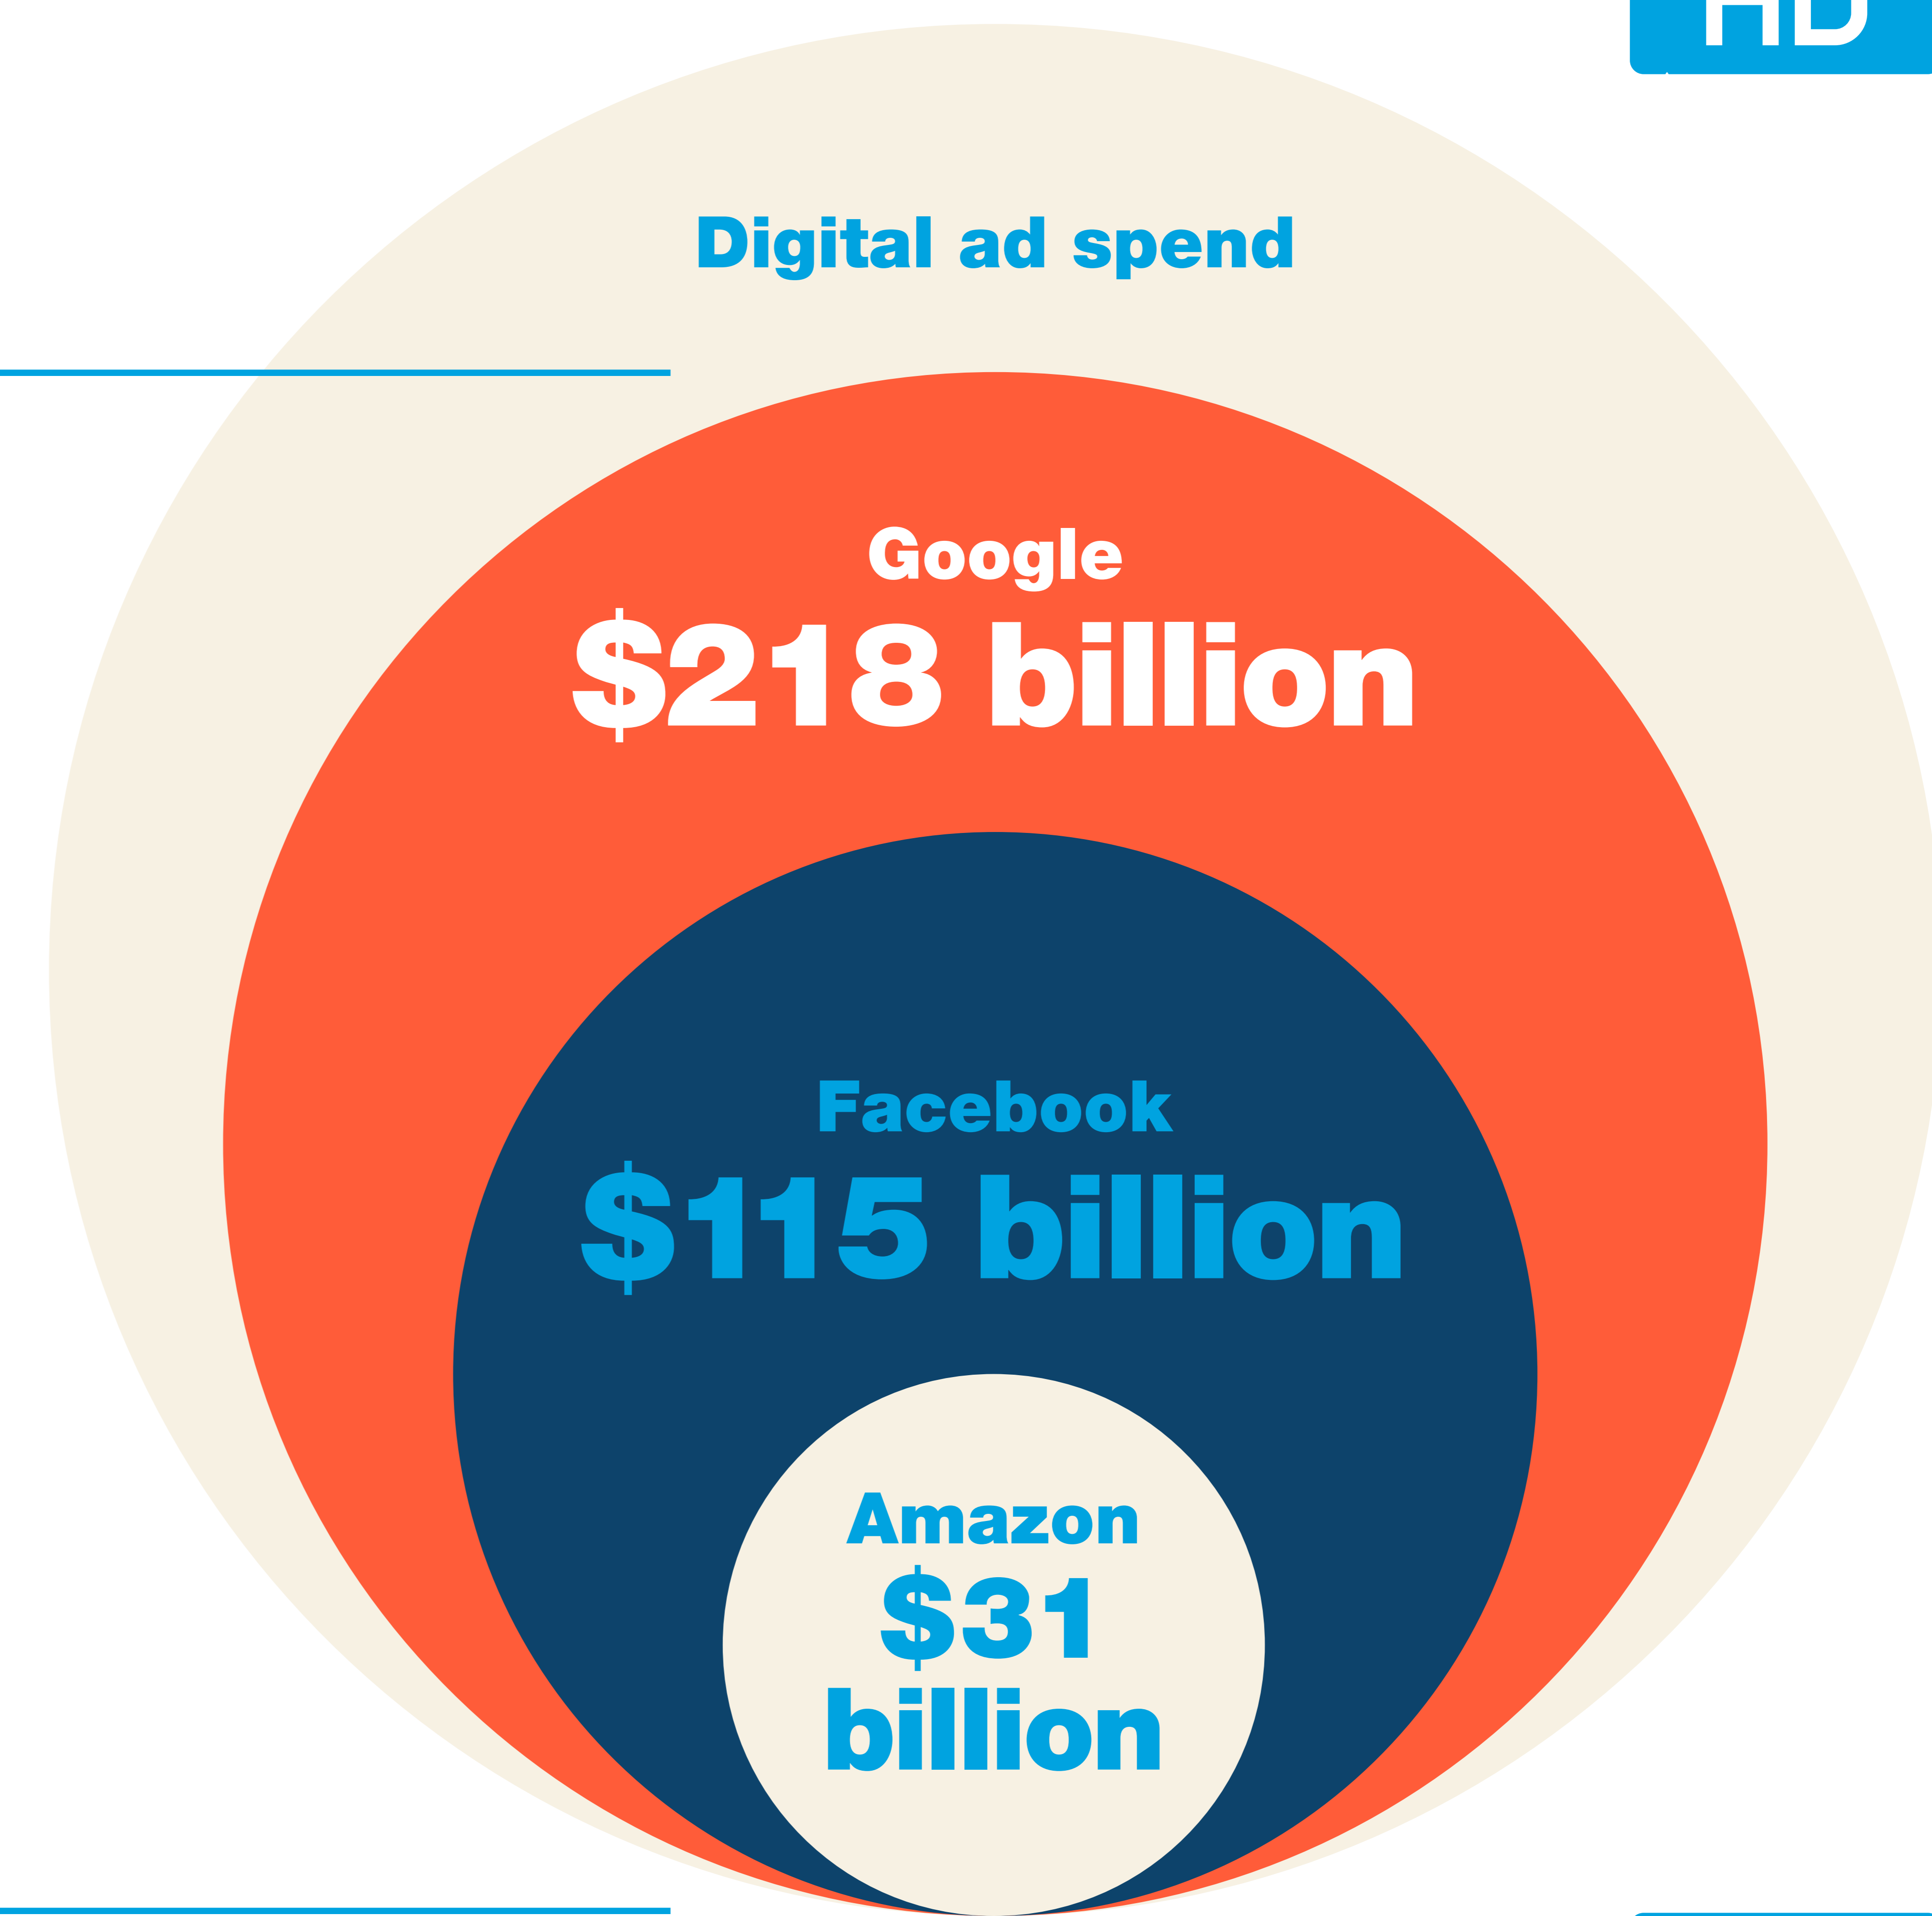 Digital ad spend
Google
$218 billion
Facebook
$115 billion
Amazon
$31
billion